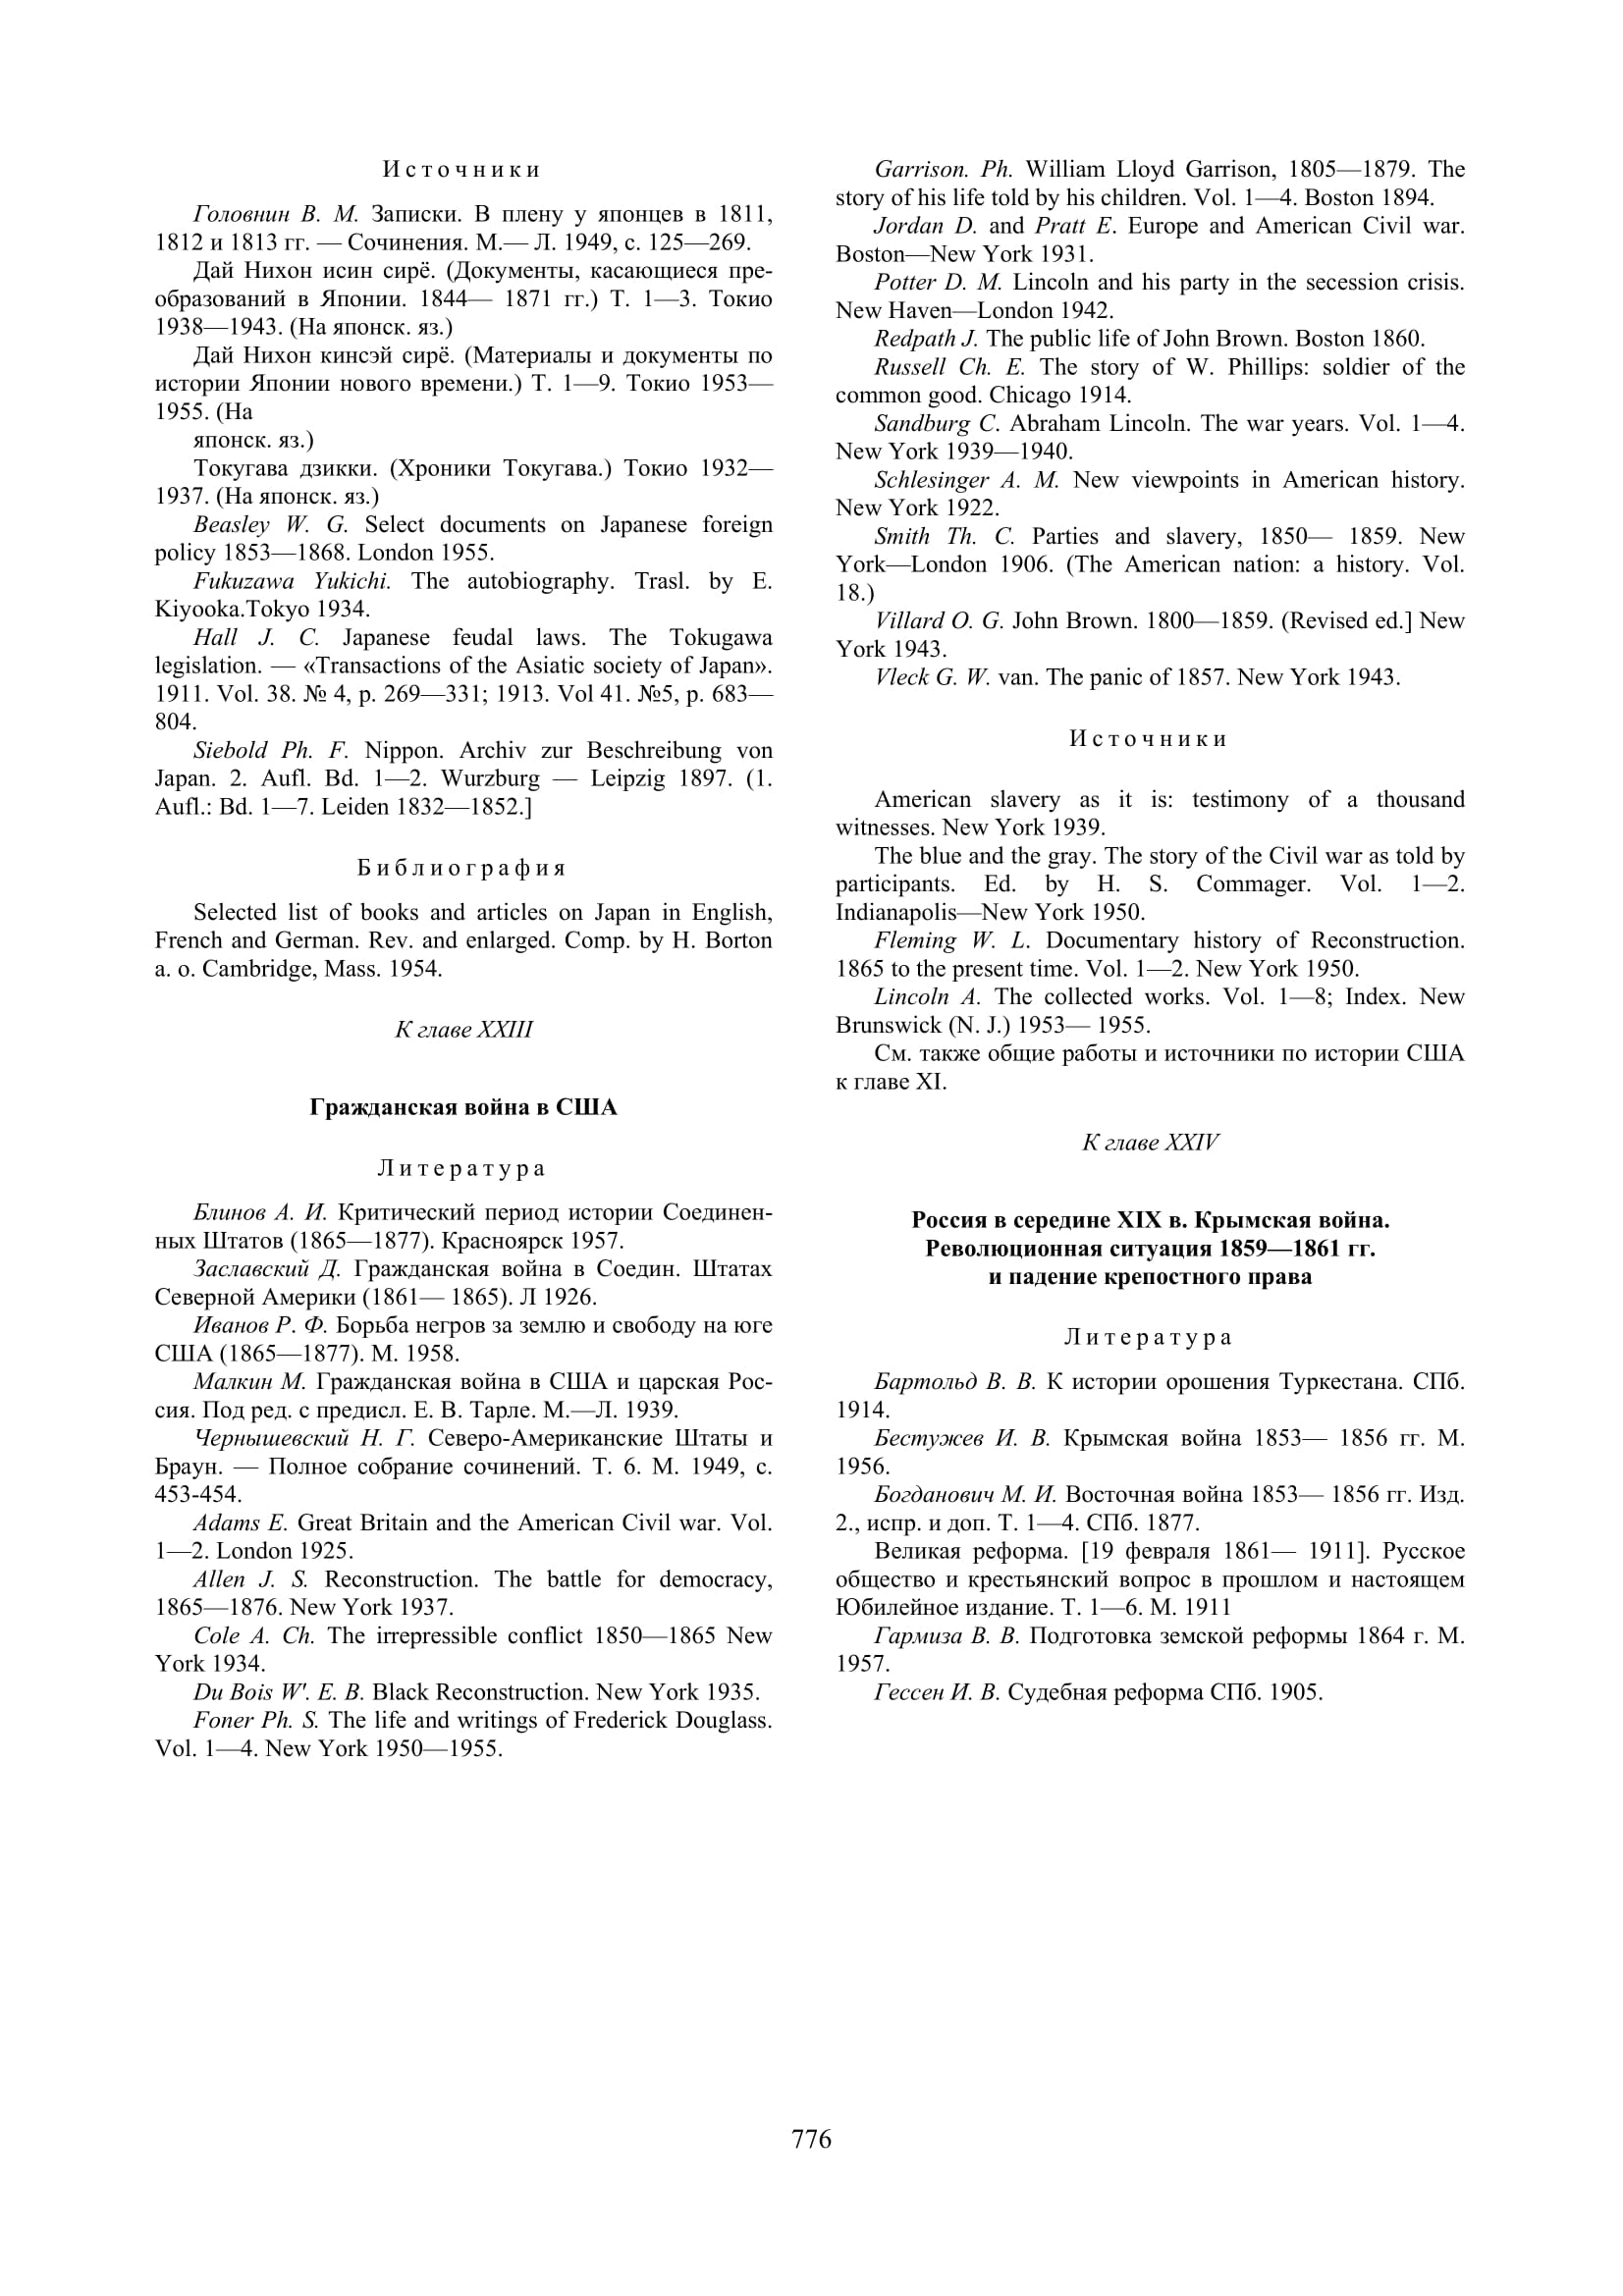 Источники
Головнин В. М. Записки. В плену у японцев в 1811,
1812 и 1813 гг. — Сочинения. М.— Л. 1949, с. 125—269.
Дай Нихон исин сирё. (Документы, касающиеся пре-
образований в Японии. 1844— 1871 гг.) Т. 1—3. Токио
1938—1943. (На японск. яз.)
Дай Нихон кинсэй сирё. (Материалы и документы по
истории Японии нового времени.) Т. 1—9. Токио 1953—
1955. (На
японск. яз.)
Токугава дзикки. (Хроники Токугава.) Токио 1932—
1937. (На японск. яз.)
Beasley W. G. Select documents on Japanese foreign
policy 1853—1868. London 1955.
Fukuzawa Yukichi. The autobiography. Trasl. by E.
Kiyooka.Tokyo 1934.
Hall J. C. Japanese feudal laws. The Tokugawa
legislation. — «Transactions of the Asiatic society of Japan».
1911. Vol. 38. № 4, p. 269—331; 1913. Vol 41. №5, p. 683—
804.
Siebold Ph. F. Nippon. Archiv zur Beschreibung von
Japan. 2. Aufl. Bd. 1—2. Wurzburg — Leipzig 1897. (1.
Aufl.: Bd. 1—7. Leiden 1832—1852.]
Библиография
Selected list of books and articles on Japan in English,
French and German. Rev. and enlarged. Comp. by H. Borton
a. o. Cambridge, Mass. 1954.
К главе XXIII
Гражданская война в США
Литература
Блинов А. И. Критический период истории Соединен-
ных Штатов (1865—1877). Красноярск 1957.
Заславский Д. Гражданская война в Соедин. Штатах
Северной Америки (1861— 1865). Л 1926.
Иванов Р. Ф. Борьба негров за землю и свободу на юге
США (1865—1877). М. 1958.
Малкин М. Гражданская война в США и царская Рос-
сия. Под ред. с предисл. Е. В. Тарле. М.—Л. 1939.
Чернышевский Н. Г. Северо-Американские Штаты и
Браун. — Полное собрание сочинений. Т. 6. М. 1949, с.
453-454.
Adams E. Great Britain and the American Civil war. Vol.
1—2. London 1925.
Allen J. S. Reconstruction. The battle for democracy,
1865—1876. New York 1937.
Cole A. Ch. The irrepressible conflict 1850—1865 New
York 1934.
Du Bois W'. E. B. Black Reconstruction. New York 1935.
Foner Ph. S. The life and writings of Frederick Douglass.
Vol. 1—4. New York 1950—1955.
Garrison. Ph. William Lloyd Garrison, 1805—1879. The
story of his life told by his children. Vol. 1—4. Boston 1894.
Jordan D. and Pratt E. Europe and American Civil war.
Boston—New York 1931.
Potter D. M. Lincoln and his party in the secession crisis.
New Haven—London 1942.
Redpath J. The public life of John Brown. Boston 1860.
Russell Ch. E. The story of W. Phillips: soldier of the
common good. Chicago 1914.
Sandburg C. Abraham Lincoln. The war years. Vol. 1—4.
New York 1939—1940.
Schlesinger A. M. New viewpoints in American history.
New York 1922.
Smith Th. C. Parties and slavery, 1850— 1859. New
York—London 1906. (The American nation: a history. Vol.
18.)
Villard O. G. John Brown. 1800—1859. (Revised ed.] New
York 1943.
Vleck G. W. van. The panic of 1857. New York 1943.
Источники
American slavery as it is: testimony of a thousand
witnesses. New York 1939.
The blue and the gray. The story of the Civil war as told by
participants. Ed. by H. S. Commager. Vol. 1—2.
Indianapolis—New York 1950.
Fleming W. L. Documentary history of Reconstruction.
1865 to the present time. Vol. 1—2. New York 1950.
Lincoln A. The collected works. Vol. 1—8; Index. New
Brunswick (N. J.) 1953— 1955.
См. также общие работы и источники по истории США
к главе XI.
К главе XXIV
Россия в середине XIX в. Крымская война.
Революционная ситуация 1859—1861 гг.
и падение крепостного права
Литература
Бартольд В. В. К истории орошения Туркестана. СПб.
1914.
Бестужев И. В. Крымская война 1853— 1856 гг. М.
1956.
Богданович М. И. Восточная война 1853— 1856 гг. Изд.
2., испр. и доп. Т. 1—4. СПб. 1877.
Великая реформа. [19 февраля 1861— 1911]. Русское
общество и крестьянский вопрос в прошлом и настоящем
Юбилейное издание. Т. 1—6. М. 1911
Гармиза В. В. Подготовка земской реформы 1864 г. М.
1957.
Гессен И. В. Судебная реформа СПб. 1905.
776